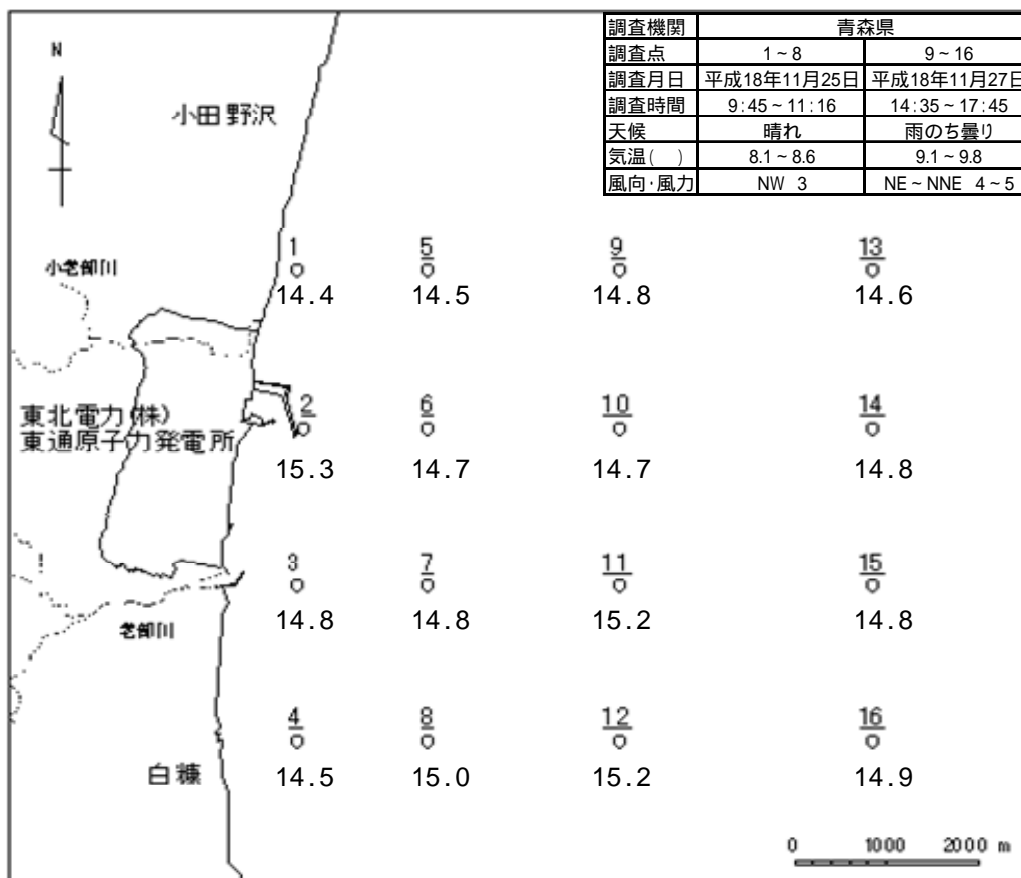 調査機関 青森県
調査点 1~8 9~16
調査月日 平成18年11月25日 平成18年11月27日
調査時間 9:45~11:16 14:35~17:45
天候 晴れ 雨のち曇り
気温( ) 8.1~8.6 9.1~9.8
風向・風力 NW 3 NE~NNE 4~5
N
小田野沢
1 5 9 13
14.4 14.5 14.8 14.6
小老部川
2 6 10 14
東北電力(株)
東通原子力発電所
15.3 14.7 14.7 14.8
3 7 11 15
14.8 14.8 15.2 14.8
老部川
4 8 12 16
白糠
14.5 15.0 15.2 14.9
0 1000 2000 m